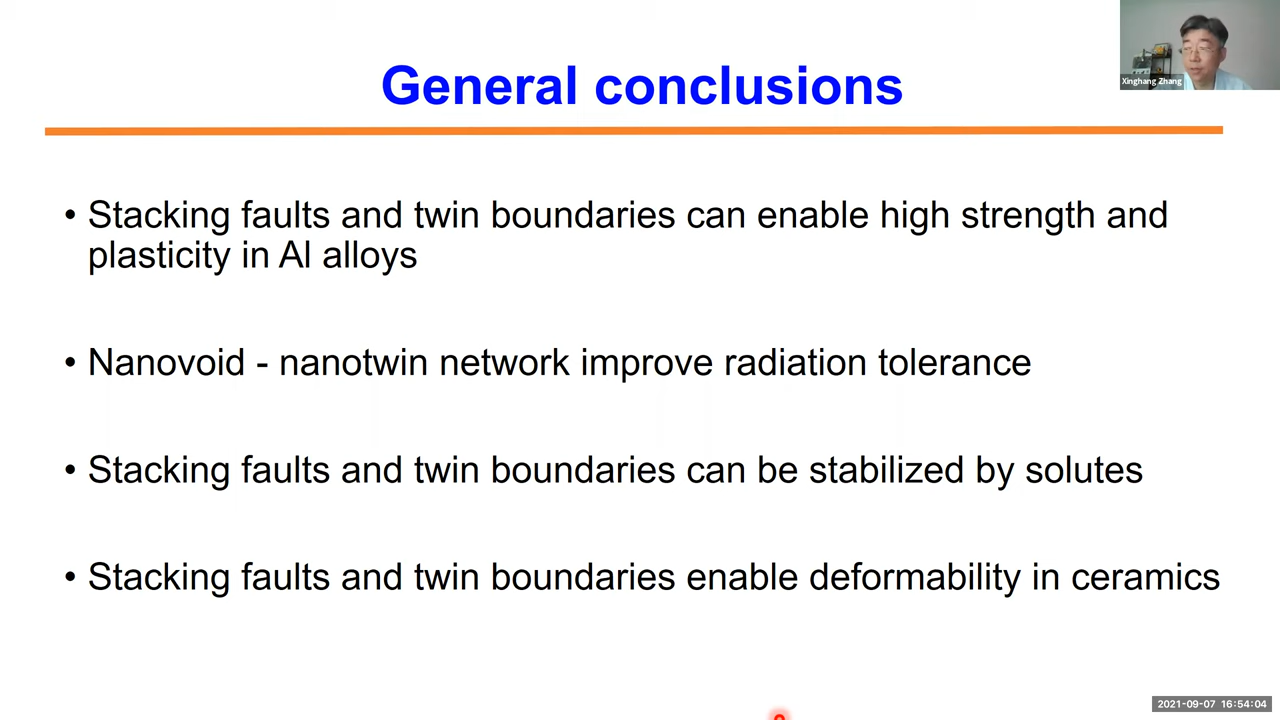 General conclusions
Xinghang Zhang
• Stacking faults and twin boundaries can enable high strength and
plasticity in Al alloys
• Nanovoid - nanotwin network improve radiation tolerance
• Stacking faults and twin boundaries can be stabilized by solutes
• Stacking faults and twin boundaries enable deformability in ceramics
2021-09-07 16:54:04